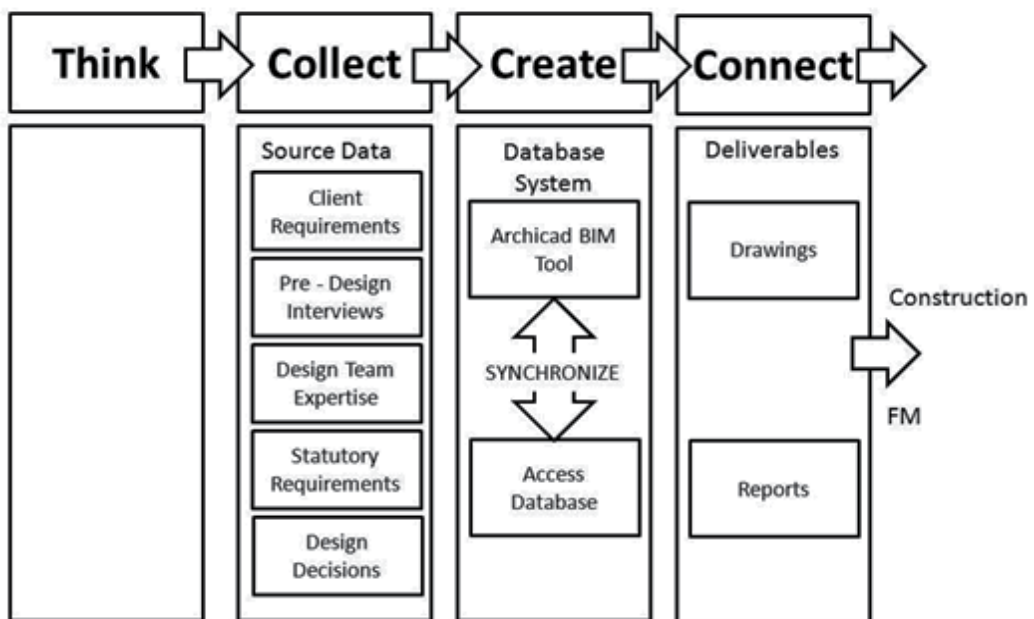 Think
Collect
Create
Connect
Source Data
Client
Requirements
Pre - Design
Interviews
Design Team
Expertise
Statutory
Requirements
Design
Decisions
Database
System
Archicad BIM
Tool
SYNCHRONIZE
Access
Database
Deliverables
Drawings
Reports
Construction
FM